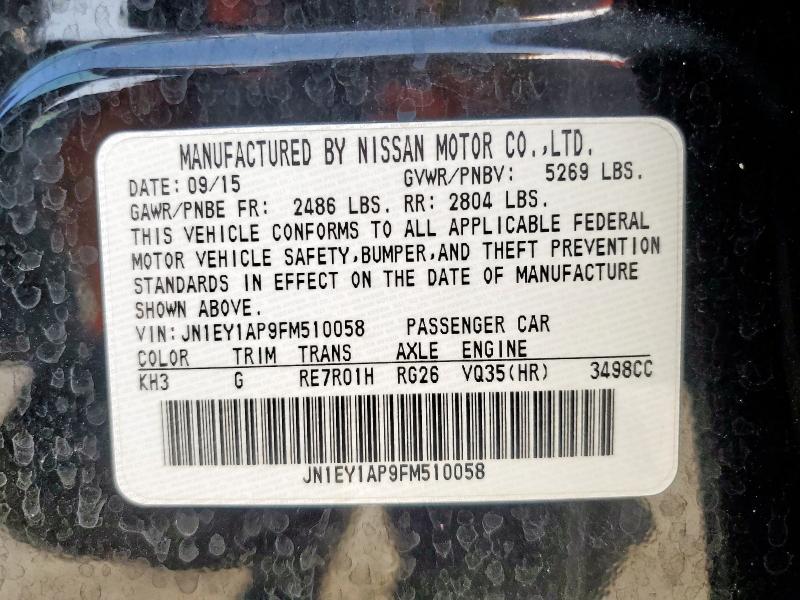 MANUFACTURED BY NISSAN MOTOR CO.,LTD.
DATE: 09/15 GVWR/PNBV: 5269 LBS.
GAWR/PNBE FR: 2486 LBS. RR: 2804 LBS.
THIS VEHICLE CONFORMS TO ALL APPLICABLE FEDERAL
MOTOR VEHICLE SAFETY,BUMPER,AND THEFT PREVENTION
STANDARDS IN EFFECT ON THE DATE OF MANUFACTURE
SHOWN ABOVE.
VIN:JN1EY1AP9FM510058 PASSENGER CAR
COLOR TRIM TRANS AXLE ENGINE
KH3 G RE7R01H RG26 VQ35(HR) 3498CC
JN1EY1AP9FM510058